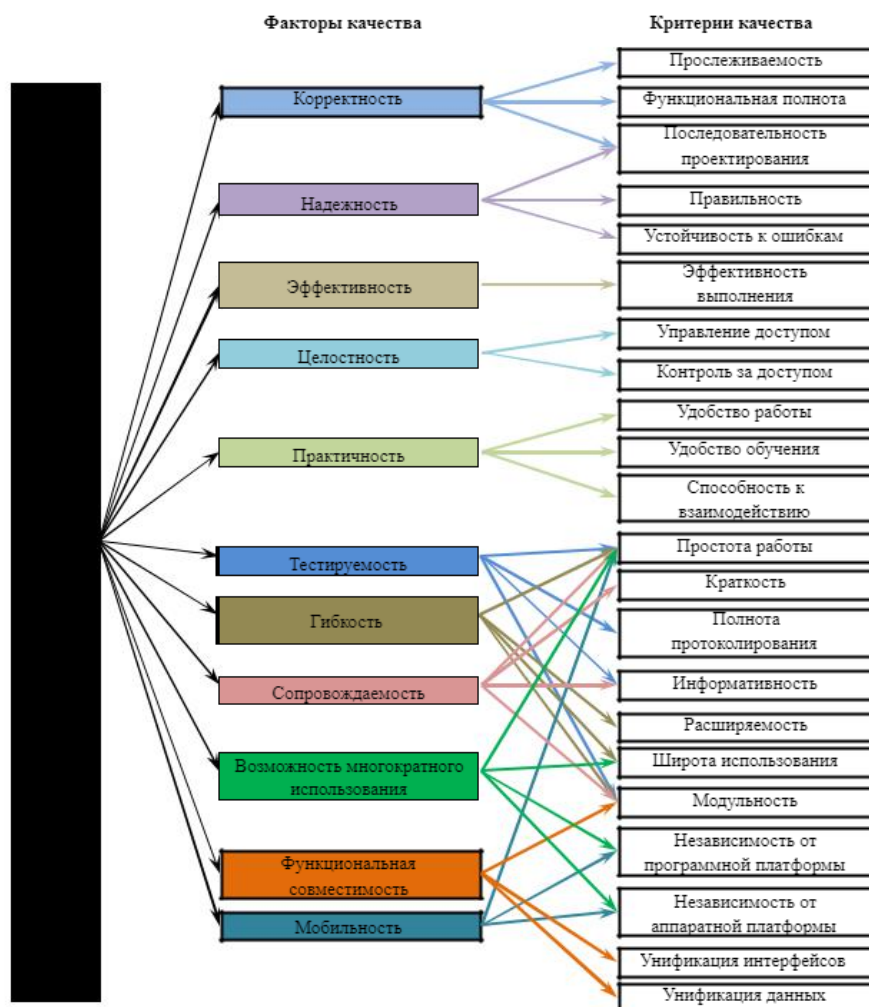 Факторы качества
Критерии качества
Корректность
Надежность
Эффективность
Целостность
Практичность
Тестируемость
Гибкость
Сопровождаемость
Возможность многократного
использования
Функциональная
совместимость
Мобильность
Прослеживаемость
Функциональная полнота
Последовательность
проектирования
Правильность
Устойчивость к ошибкам
Эффективность
выполнения
Управление доступом
Контроль за доступом
Удобство работы
Удобство обучения
Способность к
взаимодействию
Простота работы
Краткость
Полнота
протоколирования
Информативность
Расширяемость
Широта использования
Модульность
Независимость от
программной платформы
Независимость от
аппаратной платформы
Унификация интерфейсов
Унификация данных